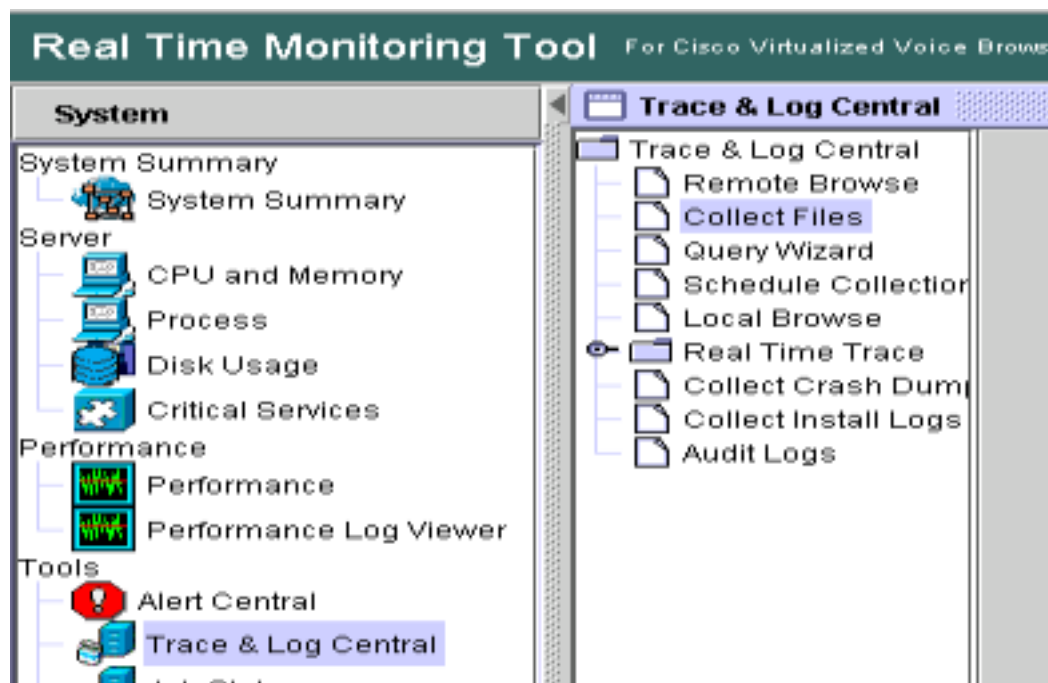 Real Time Monitoring Tool For Cisco Virtualized Voice
System
System Summary
System Summary
Server
CPU and Memory
Process
Disk Usage
Critical Services
Performance
Performance
Performance Log Viewer
Tools
Alert Central
Trace & Log Central
Trace & Log Central
Trace & Log Central
Remote Browse
Collect Files
Query Wizard
Schedule Collection
Local Browse
Real Time Trace
Collect Crash Dum
Collect Install Logs
Audit Logs